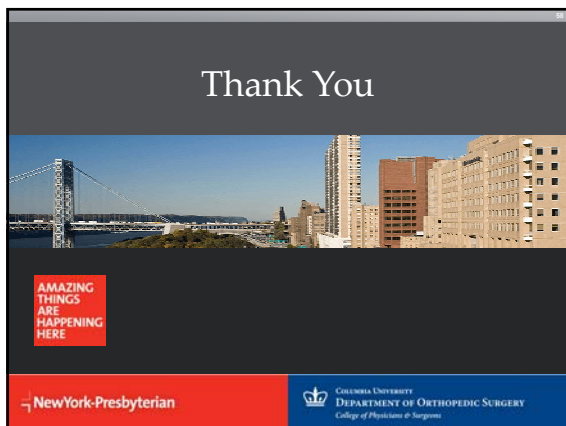 Thank You
AMAZING
THINGS
ARE
HAPPENING
HERE
NewYork-Presbyterian
COLUMBIA UNIVERSITY
DEPARTMENT OF ORTHOPEDIC SURGERY
College of Physicians & Surgeons